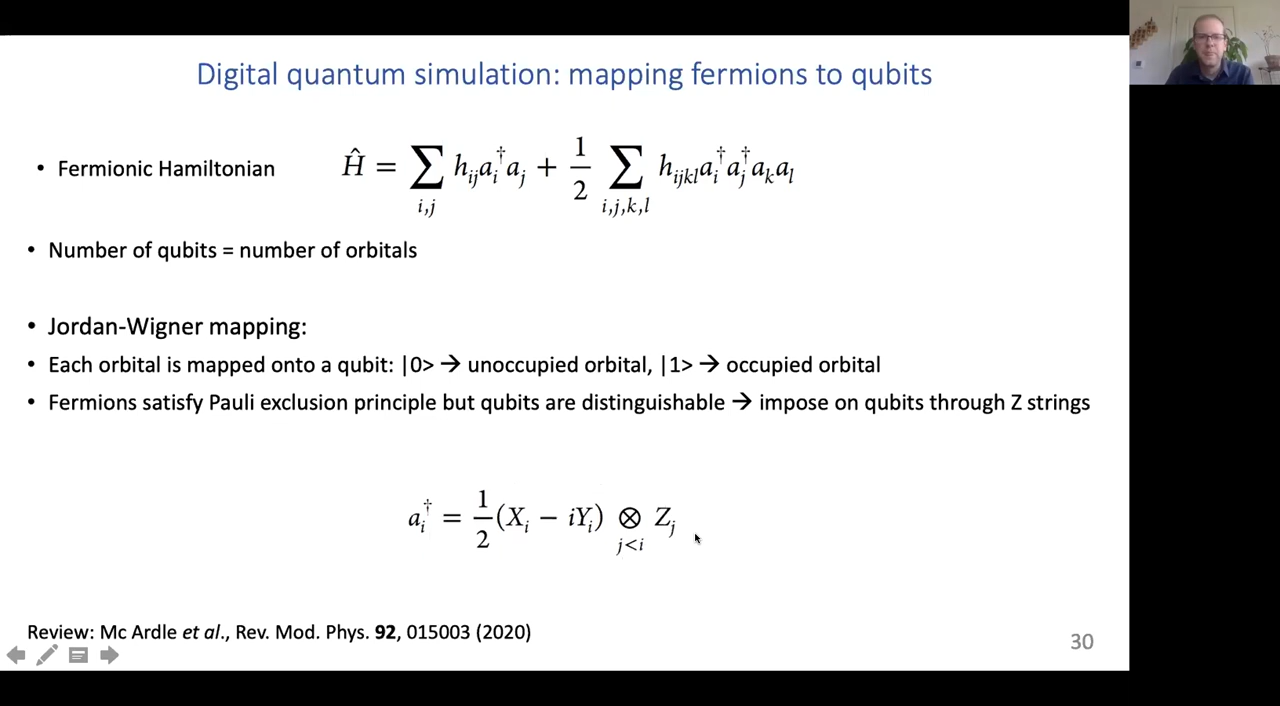 Digital quantum simulation: mapping fermions to qubits
• Fermionic Hamiltonian
Ĥ = ∑_{i,j} h_{ij} a_i^† a_j + 1/2 ∑_{i,j,k,l} h_{ijkl} a_i^† a_j^† a_k a_l
• Number of qubits = number of orbitals
• Jordan-Wigner mapping:
• Each orbital is mapped onto a qubit: |0> → unoccupied orbital, |1> → occupied orbital
• Fermions satisfy Pauli exclusion principle but qubits are distinguishable → impose on qubits through Z strings
a_i^† = 1/2 (X_i − iY_i) ⊗_{j<i} Z_j
Review: Mc Ardle et al., Rev. Mod. Phys. 92, 015003 (2020)
30